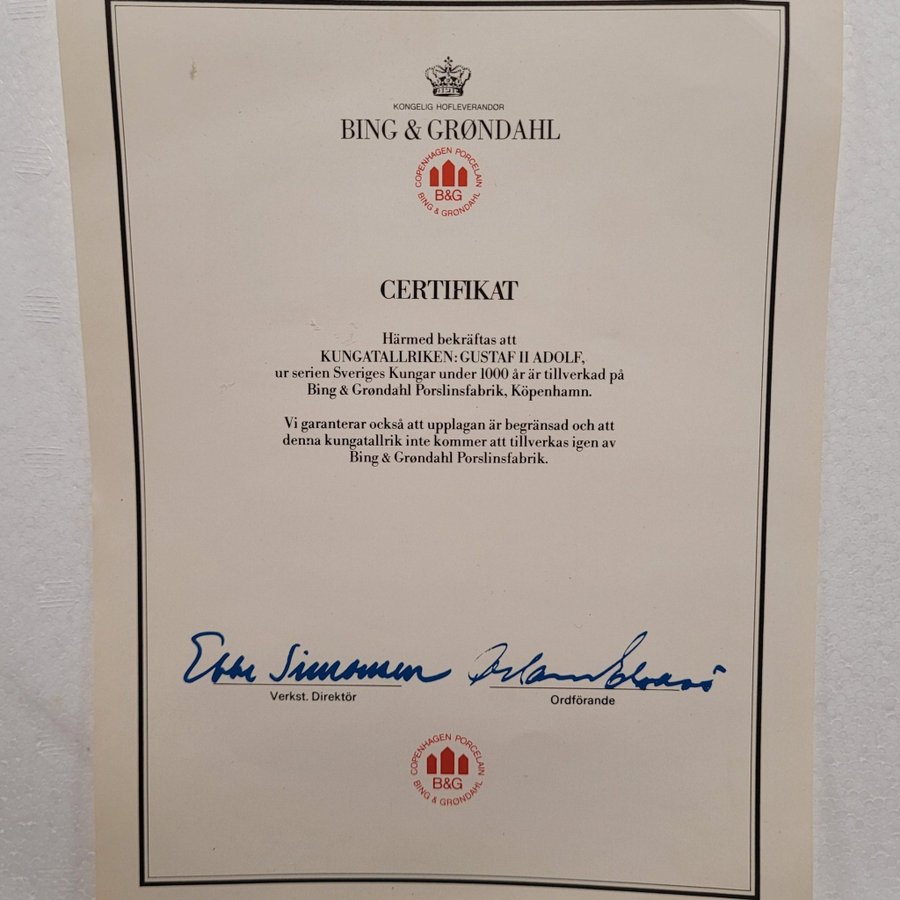 KONGELIG HOFLEVERANDØR
BING & GRØNDAHL
COPENHAGEN PORCELAIN
B&G
BING & GRØNDAHL
CERTIFIKAT
Härmed bekräftas att
KUNGATALLRIKEN: GUSTAF II ADOLF,
ur serien Sveriges Kungar under 1000 år är tillverkad på
Bing & Grøndahl Porslinsfabrik, Köpenhamn.
Vi garanterar också att upplagan är begränsad och att
denna kungatallrik inte kommer att tillverkas igen av
Bing & Grøndahl Porslinsfabrik.
Ebbe Simonsen
Verkst. Direktör
Ordförande
COPENHAGEN PORCELAIN
B&G
BING & GRØNDAHL